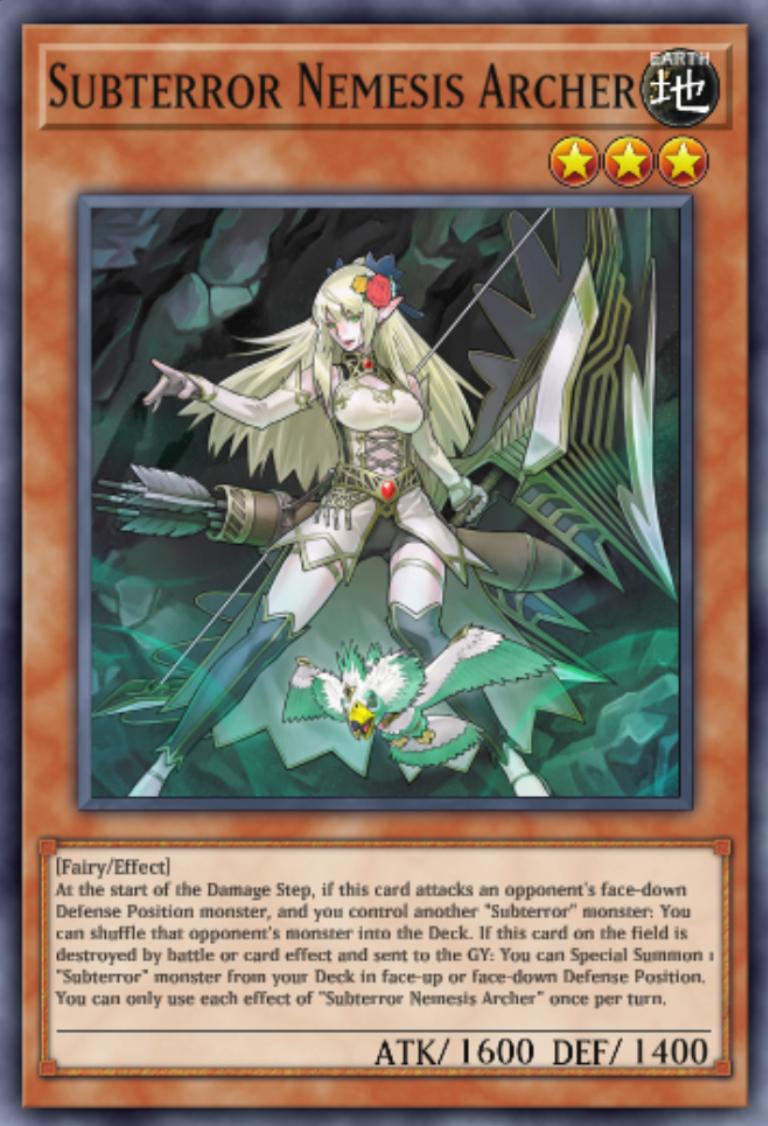 SUBTERROR NEMESIS ARCHER
EARTH
地
[Fairy/Effect]
At the start of the Damage Step, if this card attacks an opponent's face-down
Defense Position monster, and you control another "Subterror" monster: You
can shuffle that opponent's monster into the Deck. If this card on the field is
destroyed by battle or card effect and sent to the GY: You can Special Summon
"Subterror" monster from your Deck in face-up or face-down Defense Position.
You can only use each effect of "Subterror Nemesis Archer" once per turn.
ATK/ 1600 DEF/ 1400